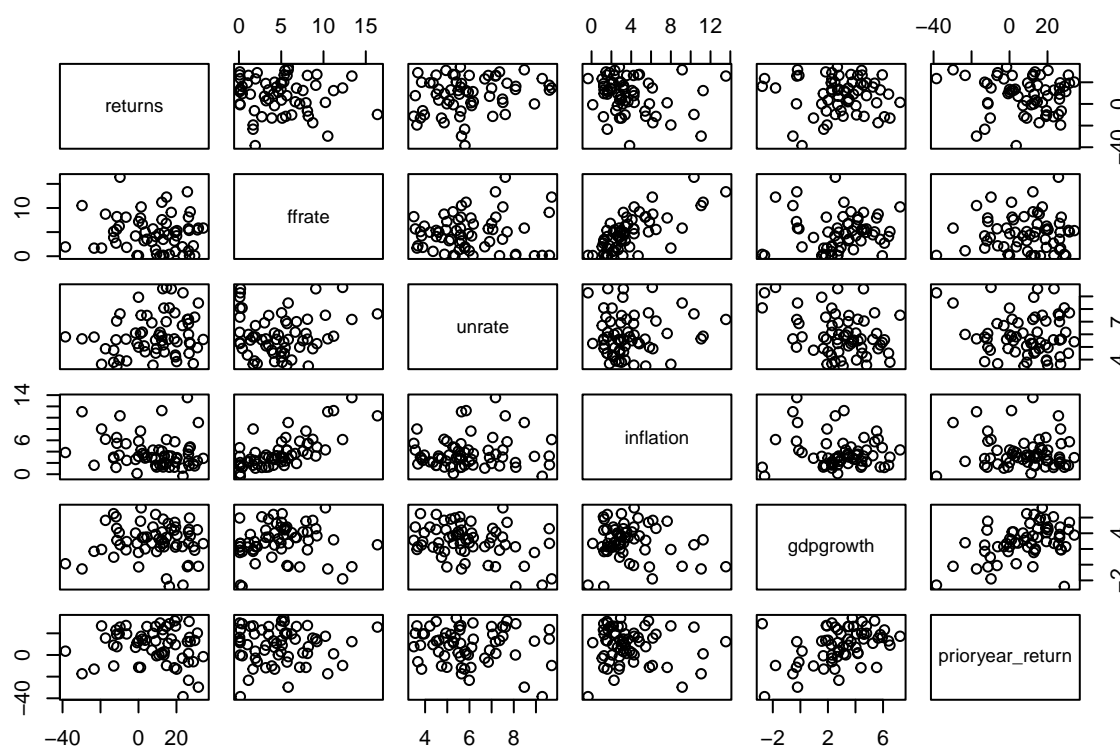 0 5 10 15 0 4 8 12 −40 0 20
returns
−40 0
0 10
ffrate
unrate
4 7
0 6 14
inflation
gdpgrowth
−2 4
−40 0
prioryear_return
−40 0 20 4 6 8 −2 2 6